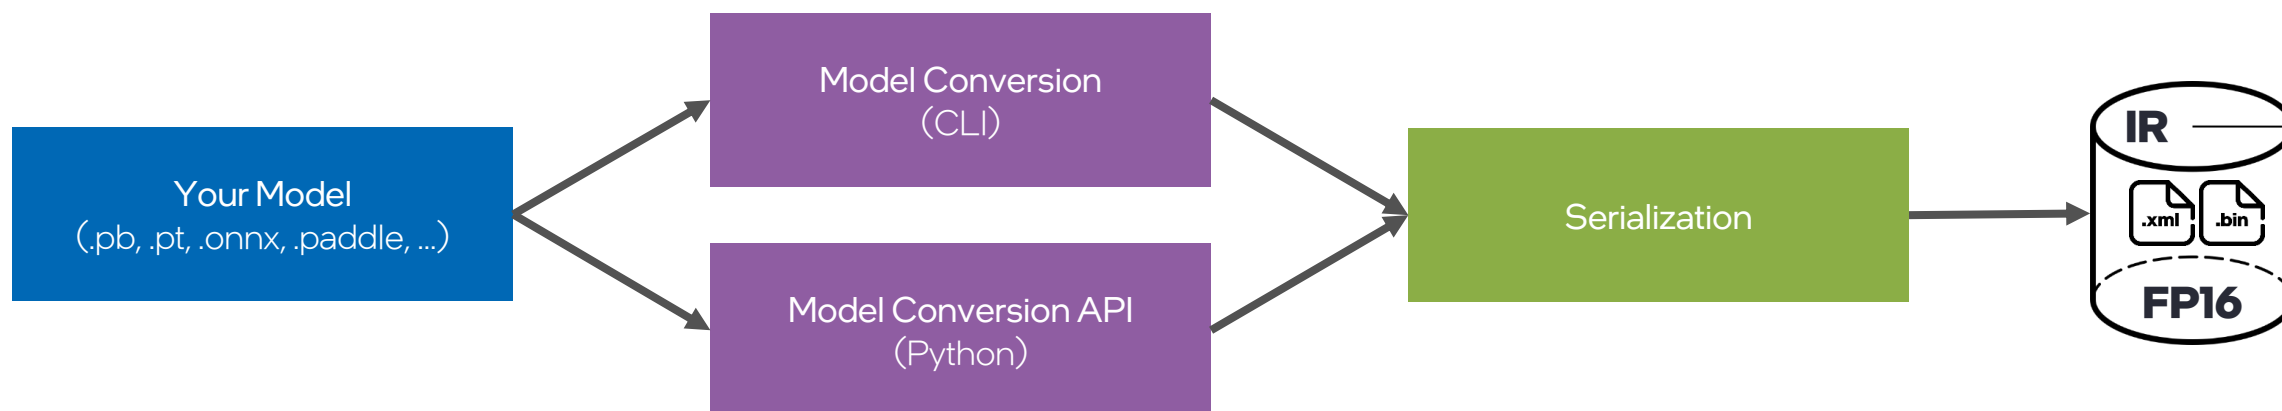 Your Model
(.pb, .pt, .onnx, .paddle, ...)
Model Conversion
(CLI)
Model Conversion API
(Python)
Serialization
IR
.xml
.bin
FP16